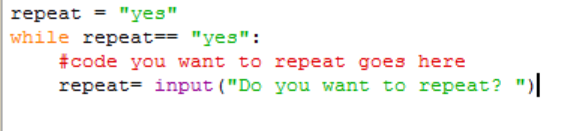 repeat = "yes"
while repeat== "yes":
    #code you want to repeat goes here
    repeat= input("Do you want to repeat? ")